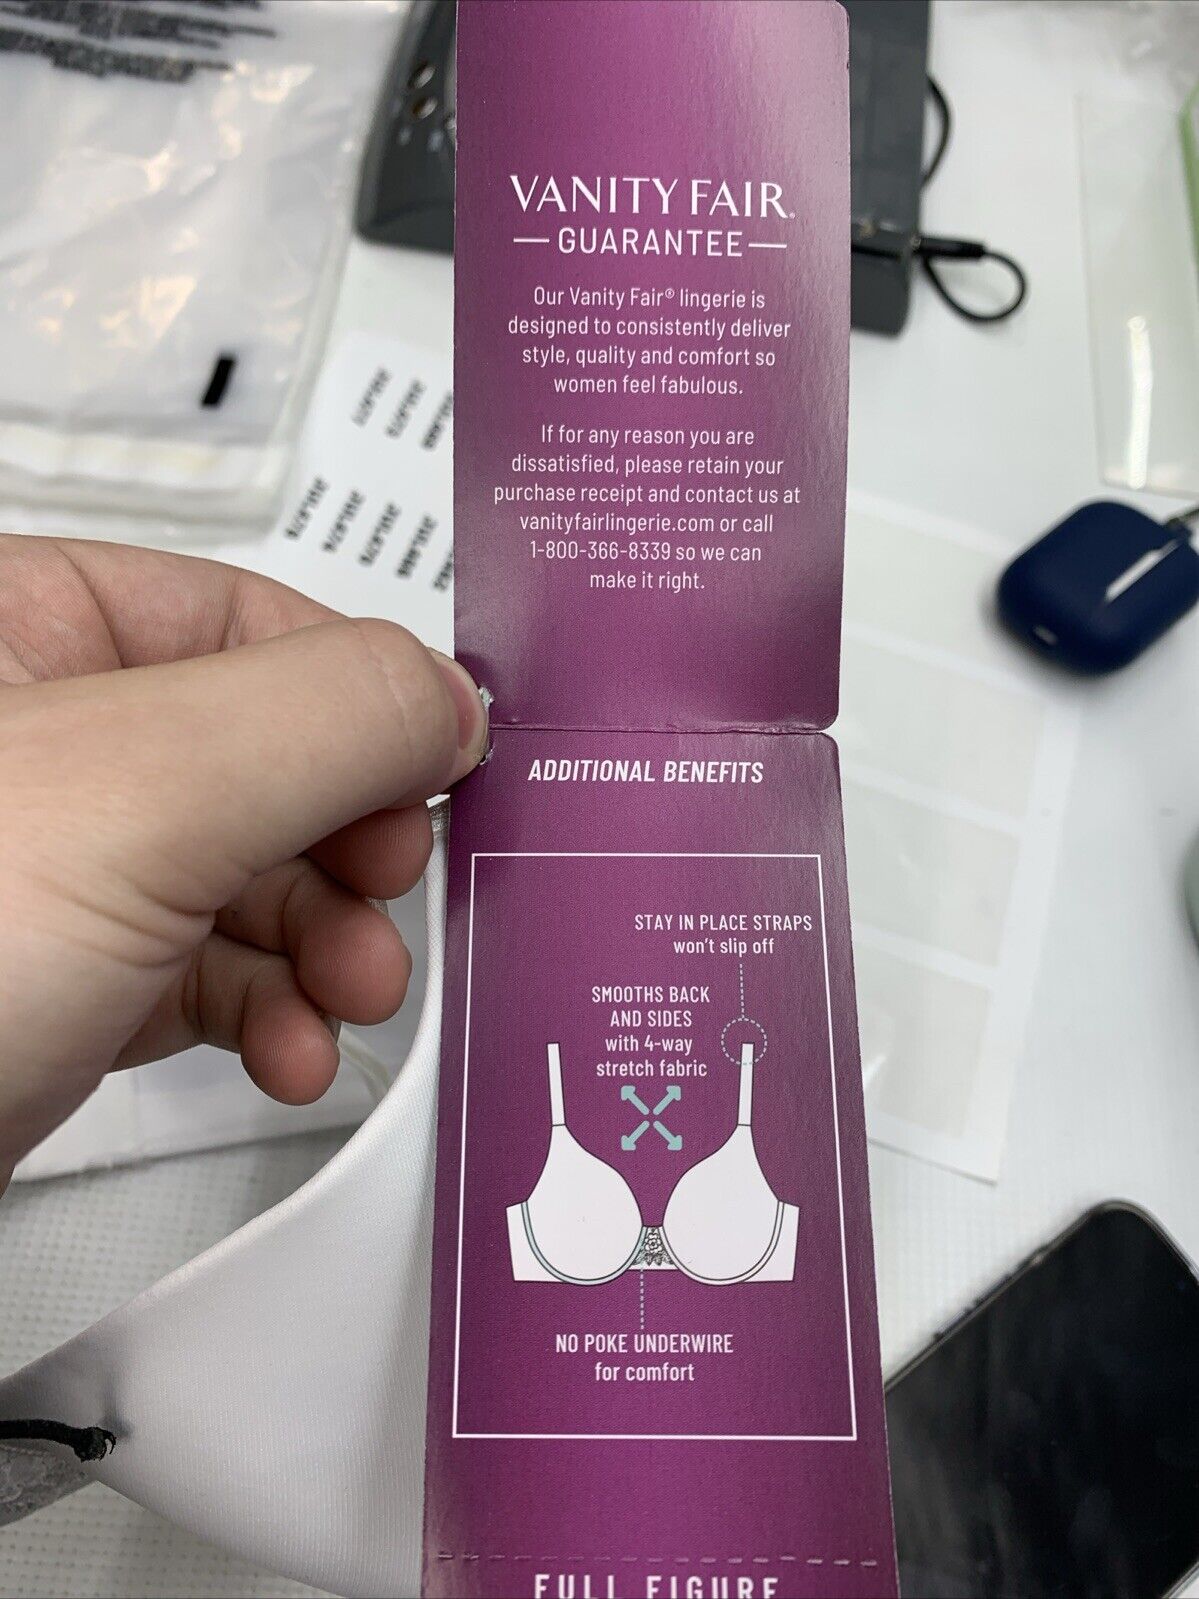 VANITY FAIR®
GUARANTEE
Our Vanity Fair® lingerie is
designed to consistently deliver
style, quality and comfort so
women feel fabulous.
If for any reason you are
dissatisfied, please retain your
purchase receipt and contact us at
vanityfairlingerie.com or call
1-800-366-8339 so we can
make it right.
ADDITIONAL BENEFITS
STAY IN PLACE STRAPS
won't slip off
SMOOTHS BACK
AND SIDES
with 4-way
stretch fabric
NO POKE UNDERWIRE
for comfort
FULL FIGURE